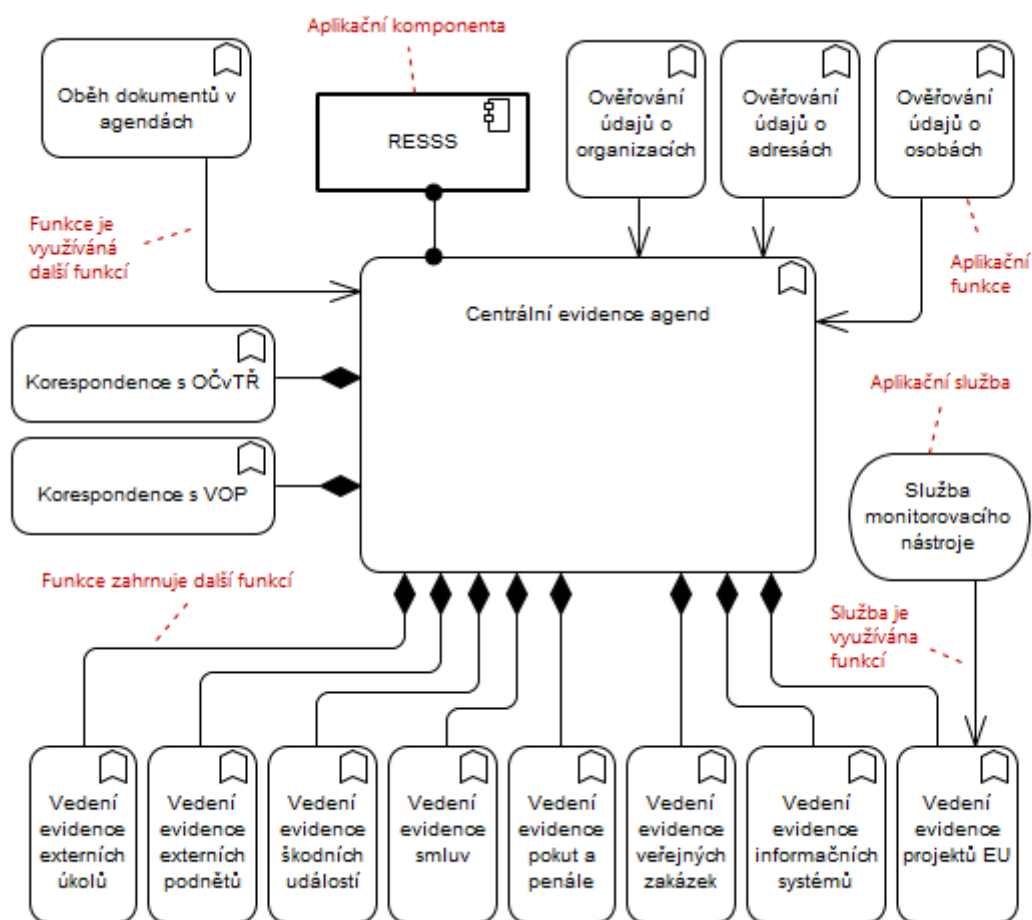 Aplikační komponenta
Oběh dokumentů v
agendách
RESSS
Ověřování
údajů o
organizacích
Ověřování
údajů o
adresách
Ověřování
údajů o
osobách
Funkce je
využíváná
další funkcí
Aplikační
funkce
Centrální evidence agend
Korespondence s OČvTŘ
Aplikační služba
Korespondence s VOP
Služba
monitorovacího
nástroje
Funkce zahrnuje další funkcí
Služba je
využívána
funkcí
Vedení
evidence
externích
úkolů
Vedení
evidence
externích
podnětů
Vedení
evidence
škodních
událostí
Vedení
evidence
smluv
Vedení
evidence
pokut a
penále
Vedení
evidence
veřejných
zakázek
Vedení
evidence
informačních
systémů
Vedení
evidence
projektů EU